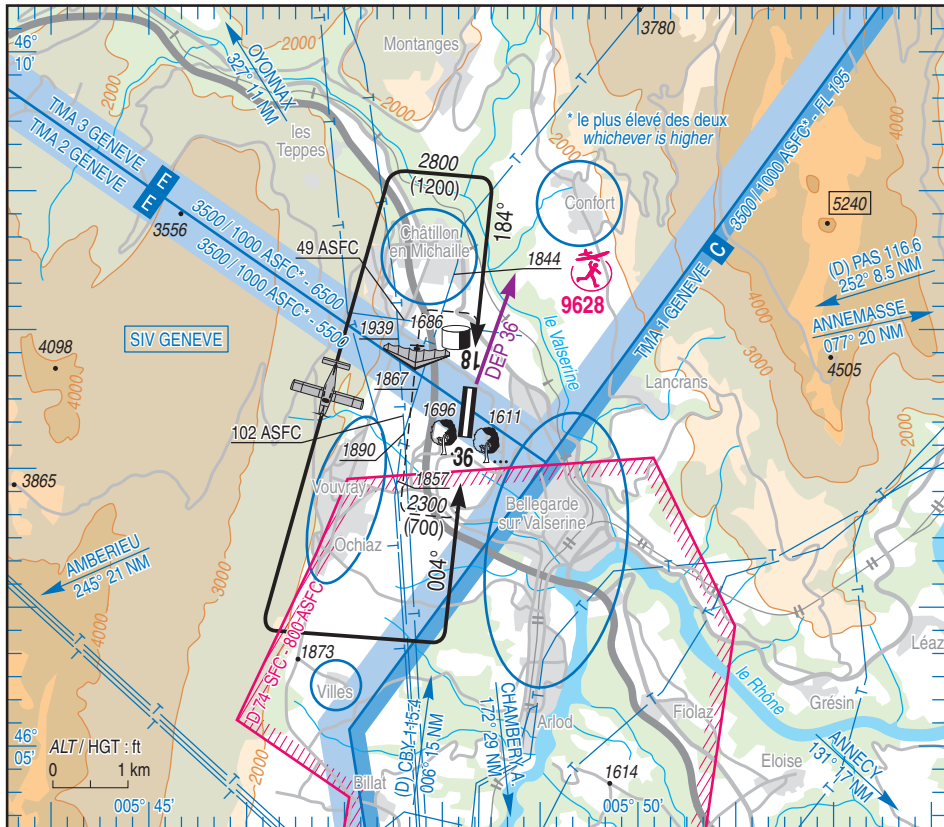 46°
10'
OYONNAX
327° 11 NM
2000
2000
Montanges
3780
4000
* le plus élevé des deux
whichever is higher
2000
TMA 3 GENEVE
TMA 2 GENEVE
E
E
3556
les
Teppes
2800
(1200)
184°
Châtillon
en Michaille
Confort
2000
3500/1000 ASFC* - FL 195
C
TMA 1 GENEVE
5240
3500 / 1000 ASFC* - 6500
3500 / 1000 ASFC* - 5500
49 ASFC
1844
9628
(D) PAS 116.6
252° 8.5 NM
ANNEMASSE
077° 20 NM
SIV GENEVE
1939
1686
18
DEP 36
le Valserine
3000
4098
4000
1867
Lancrans
4505
102 ASFC
1696
1611
1890
36
...
...
4000
3865
Vouvray
1857
2300
(700)
Bellegarde
sur Valserine
Ochiaz
004°
AMBERIEU
245° 21 NM
3000
4000
D 74 - SFC - 800 ASFC
1873
Villes
Léaz
le Rhône
Grésin
46°
05'
ALT / HGT : ft
0
1 km
2000
(D) CBY 115.4
006° 15 NM
CHAMBERY A.
172° 29 NM
Arlod
Fiolaz
Eloise
ANNECY
131° 17 NM
1614
Billat
005° 45'
005° 50'